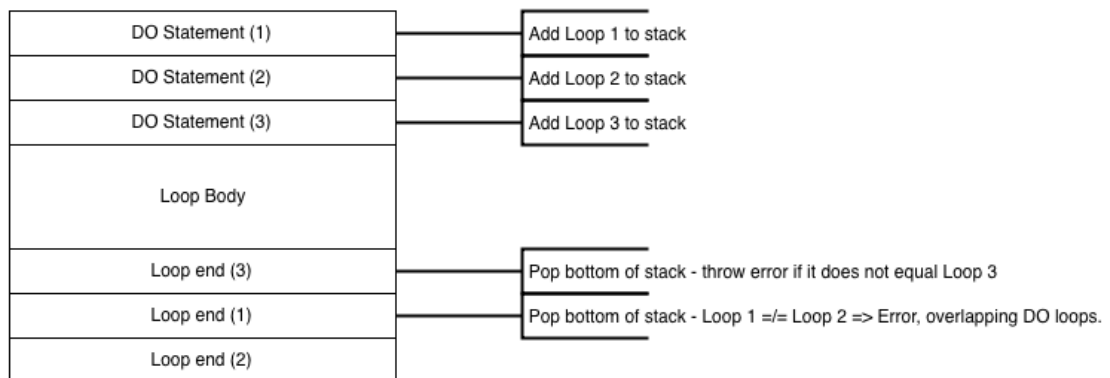 DO Statement (1)
Add Loop 1 to stack
DO Statement (2)
Add Loop 2 to stack
DO Statement (3)
Add Loop 3 to stack
Loop Body
Loop end (3)
Pop bottom of stack - throw error if it does not equal Loop 3
Loop end (1)
Pop bottom of stack - Loop 1 =/= Loop 2 => Error, overlapping DO loops.
Loop end (2)